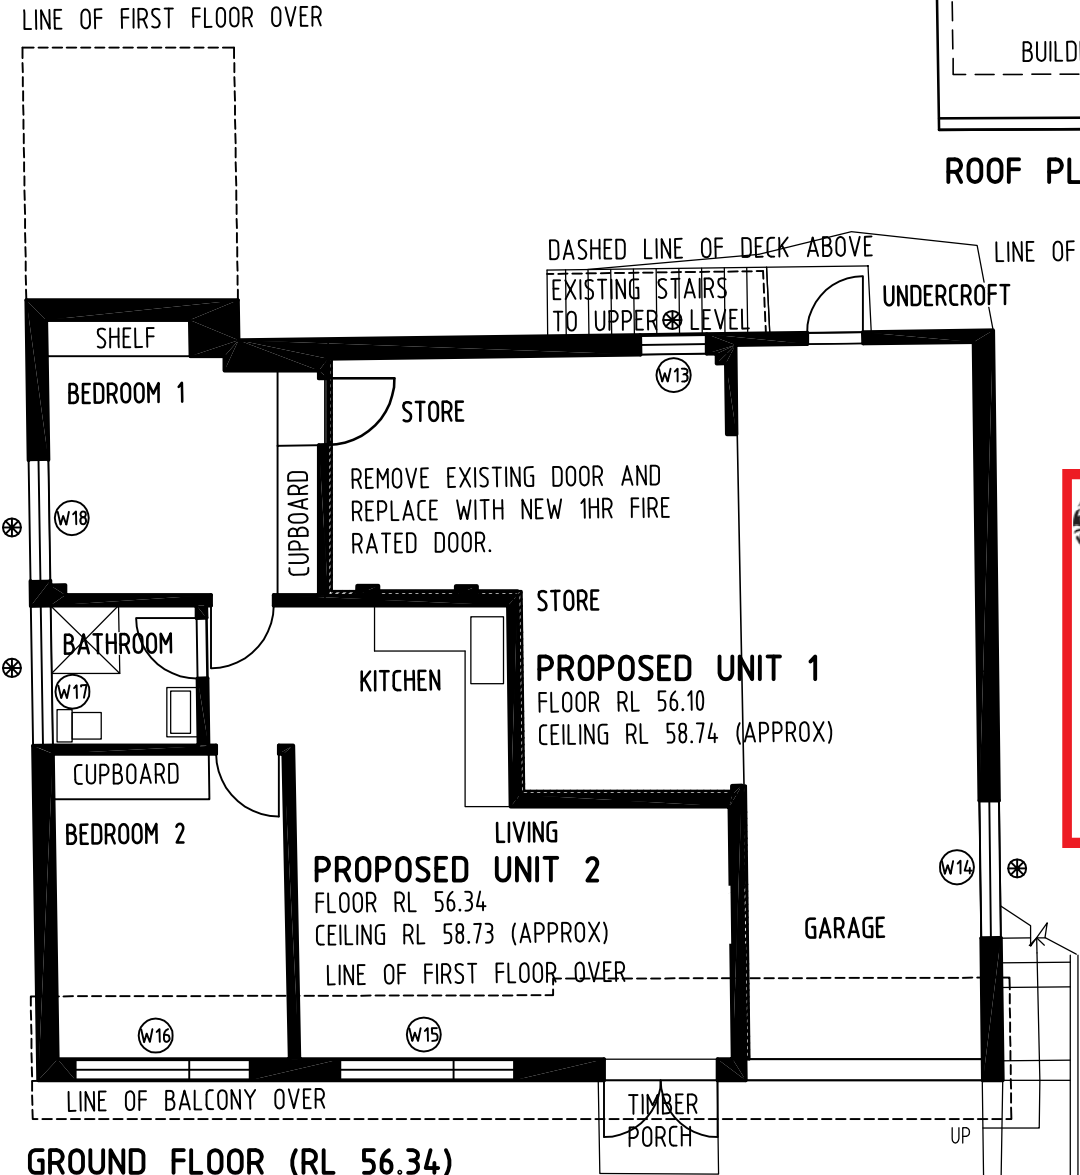 LINE OF FIRST FLOOR OVER
ROOF
DASHED LINE OF DECK ABOVE
LINE OF
EXISTING STAIRS
TO UPPER LEVEL
UNDERCROFT
SHELF
W13
BEDROOM 1
STORE
REMOVE EXISTING DOOR AND
REPLACE WITH NEW 1HR FIRE
RATED DOOR.
CUPBOARD
W18
STORE
BATHROOM
KITCHEN
PROPOSED UNIT 1
FLOOR RL 56.10
CEILING RL 58.74 (APPROX)
W17
CUPBOARD
BEDROOM 2
LIVING
PROPOSED UNIT 2
FLOOR RL 56.34
CEILING RL 58.73 (APPROX)
LINE OF FIRST FLOOR OVER
W14
GARAGE
W16
W15
LINE OF BALCONY OVER
TIMBER
PORCH
UP
GROUND FLOOR (RL 56.34)